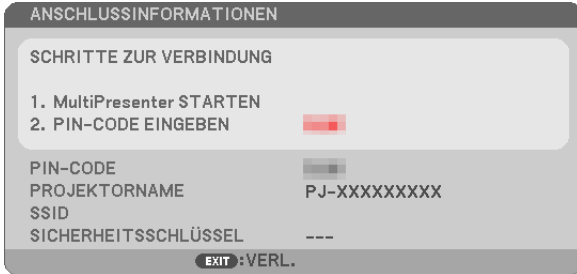 ANSCHLUSSINFORMATIONEN
SCHRITTE ZUR VERBINDUNG
1. MultiPresenter STARTEN
2. PIN-CODE EINGEBEN
PIN-CODE
PROJEKTORNAME PJ-XXXXXXXXX
SSID
SICHERHEITSSCHLÜSSEL ---
EXIT :VERL.